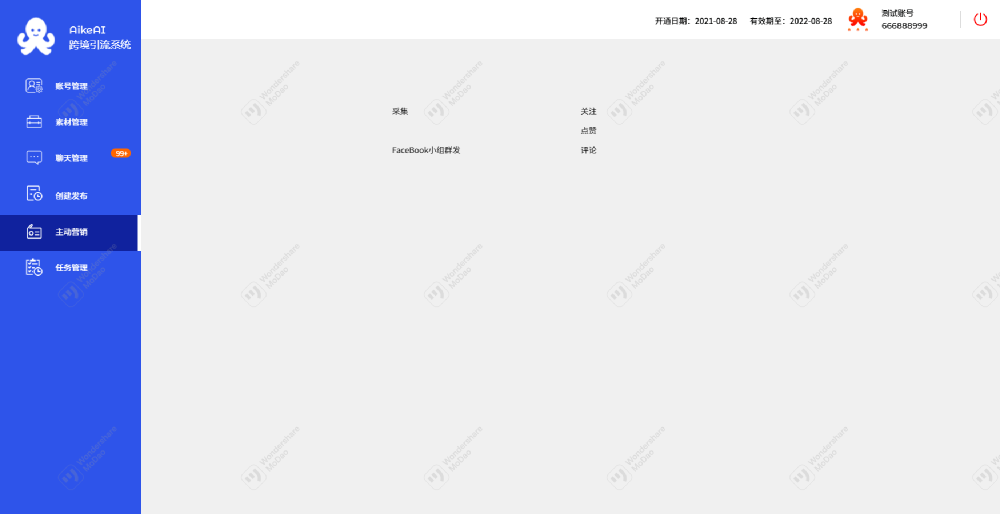 AikeAI
跨境引流系统
开通日期：2021-08-28 有效期至：2022-08-28
测试账号
666888999
账号管理
素材管理
聊天管理 99+
创建发布
主动营销
任务管理
采集 关注
点赞
FaceBook小组群发 评论
Wondershare
MoDao